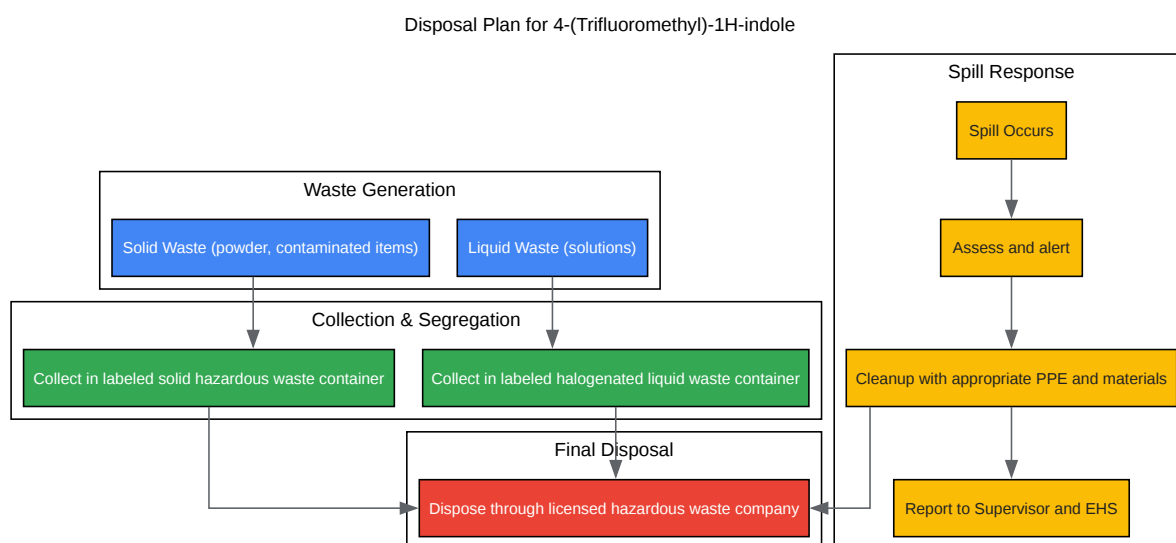 Disposal Plan for 4-(Trifluoromethyl)-1H-indole
Waste Generation
Solid Waste (powder, contaminated items)
Liquid Waste (solutions)
Collection & Segregation
Collect in labeled solid hazardous waste container
Collect in labeled halogenated liquid waste container
Final Disposal
Dispose through licensed hazardous waste company
Spill Response
Spill Occurs
Assess and alert
Cleanup with appropriate PPE and materials
Report to Supervisor and EHS